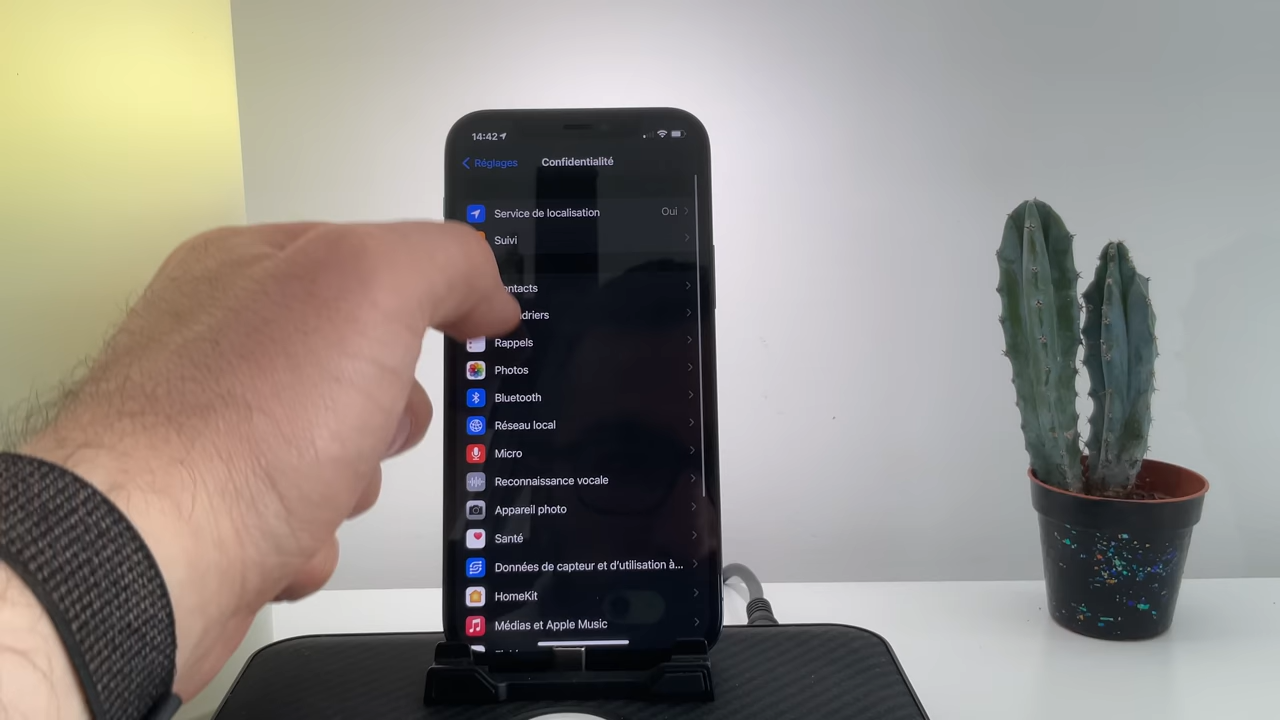 14:42
Réglages
Confidentialité
Service de localisation Oui
Suivi
Rappels
Photos
Bluetooth
Réseau local
Micro
Reconnaissance vocale
Appareil photo
Santé
Données de capteur et d'utilisation à...
HomeKit
Médias et Apple Music